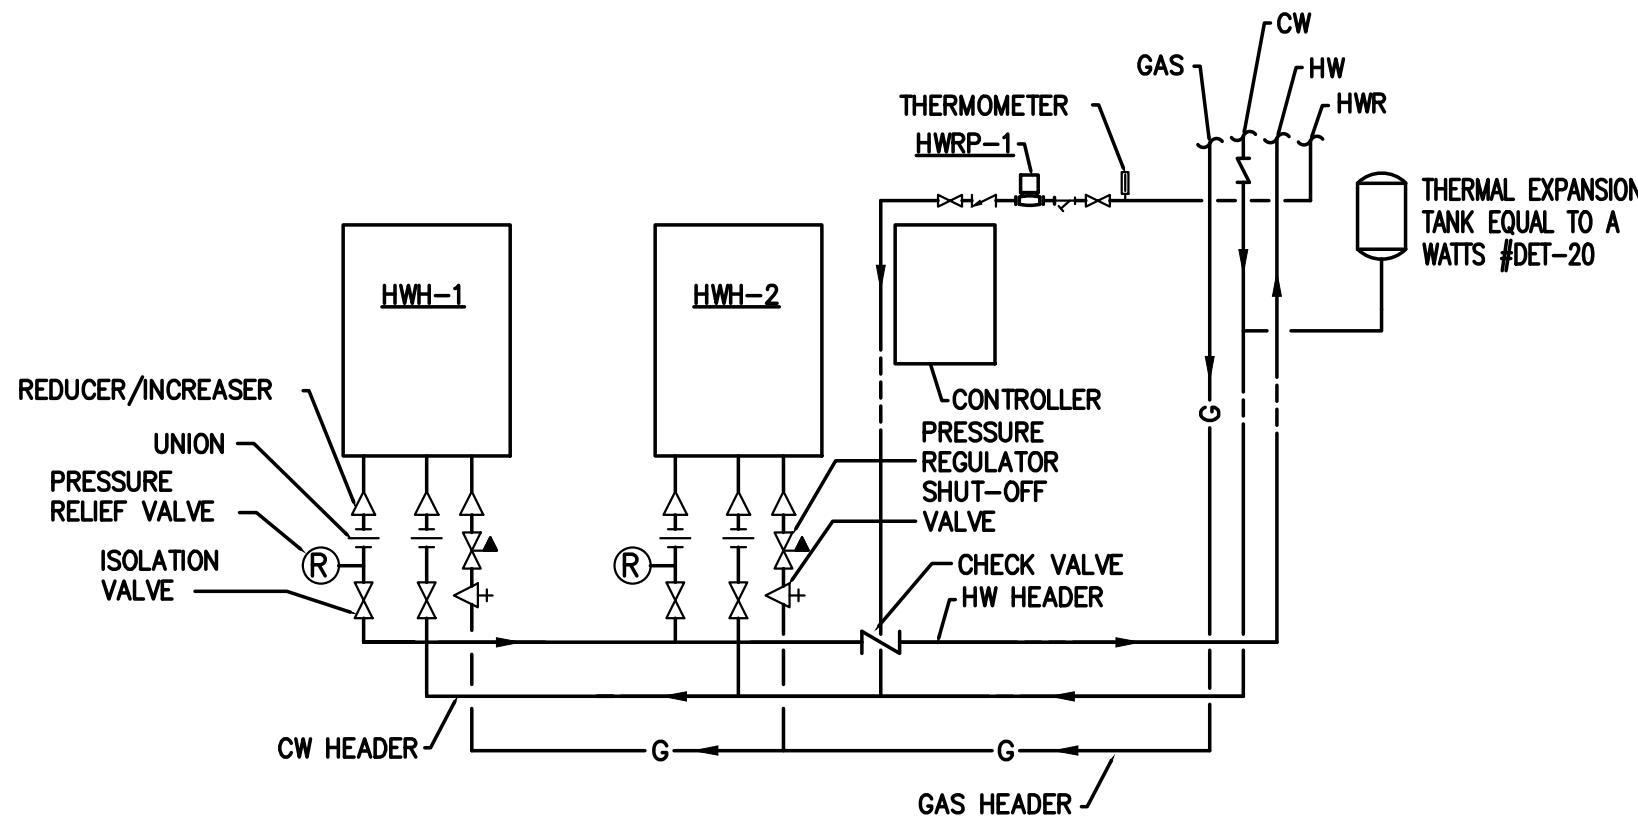 CW
GAS
HW
HWR
THERMOMETER
HWRP-1
THERMAL EXPANSION
TANK EQUAL TO A
WATTS #DET-20
HWH-1
HWH-2
REDUCER/INCREASER
UNION
PRESSURE
RELIEF VALVE
ISOLATION
VALVE
R
R
CONTROLLER
PRESSURE
REGULATOR
SHUT-OFF
VALVE
G
CHECK VALVE
HW HEADER
CW HEADER
G
G
GAS HEADER